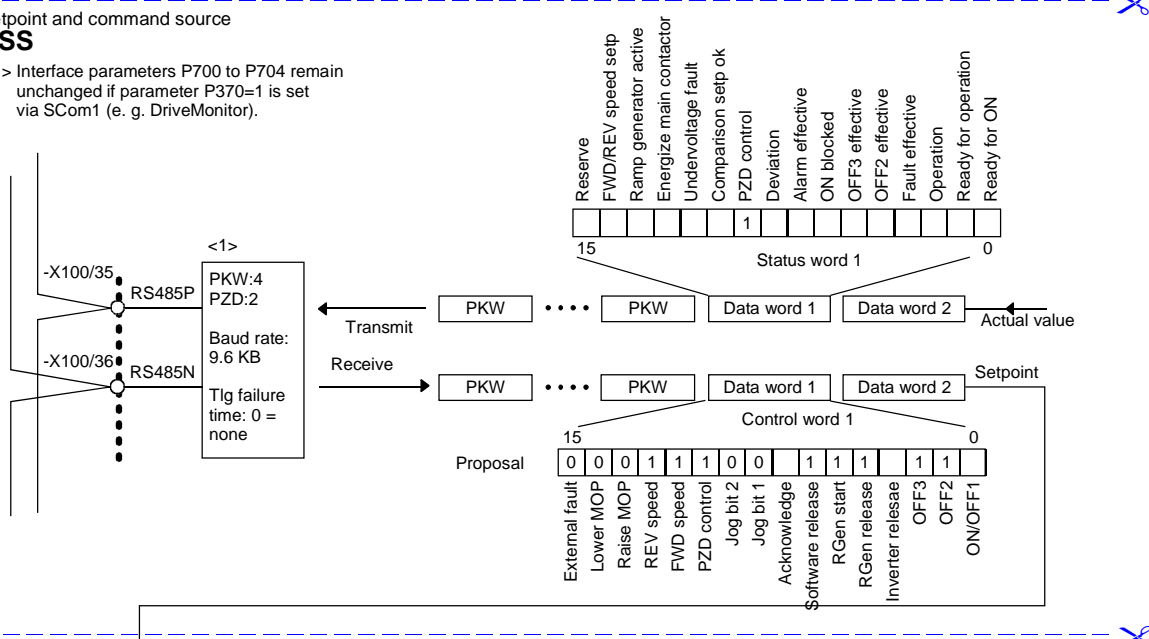 tpoint and command source
SS
> Interface parameters P700 to P704 remain
unchanged if parameter P370=1 is set
via SCom1 (e. g. DriveMonitor).
Reserve
FWD/REV speed setp
Ramp generator active
Energize main contactor
Undervoltage fault
Comparison setp ok
PZD control
Deviation
Alarm effective
ON blocked
OFF3 effective
OFF2 effective
Fault effective
Operation
Ready for operation
Ready for ON
1
15
0
Status word 1
<1>
-X100/35
RS485P
PKW:4
PZD:2
Baud rate:
9.6 KB
Tlg failure
time: 0 =
none
-X100/36
RS485N
Transmit
PKW
PKW
Data word 1
Data word 2
Actual value
Receive
PKW
PKW
Data word 1
Data word 2
Setpoint
Control word 1
15
0
Proposal
0 0 0 1 1 1 0 0 1 1 1 1 1
External fault
Lower MOP
Raise MOP
REV speed
FWD speed
PZD control
Jog bit 2
Jog bit 1
Acknowledge
Software release
RGen start
RGen release
Inverter relesae
OFF3
OFF2
ON/OFF1